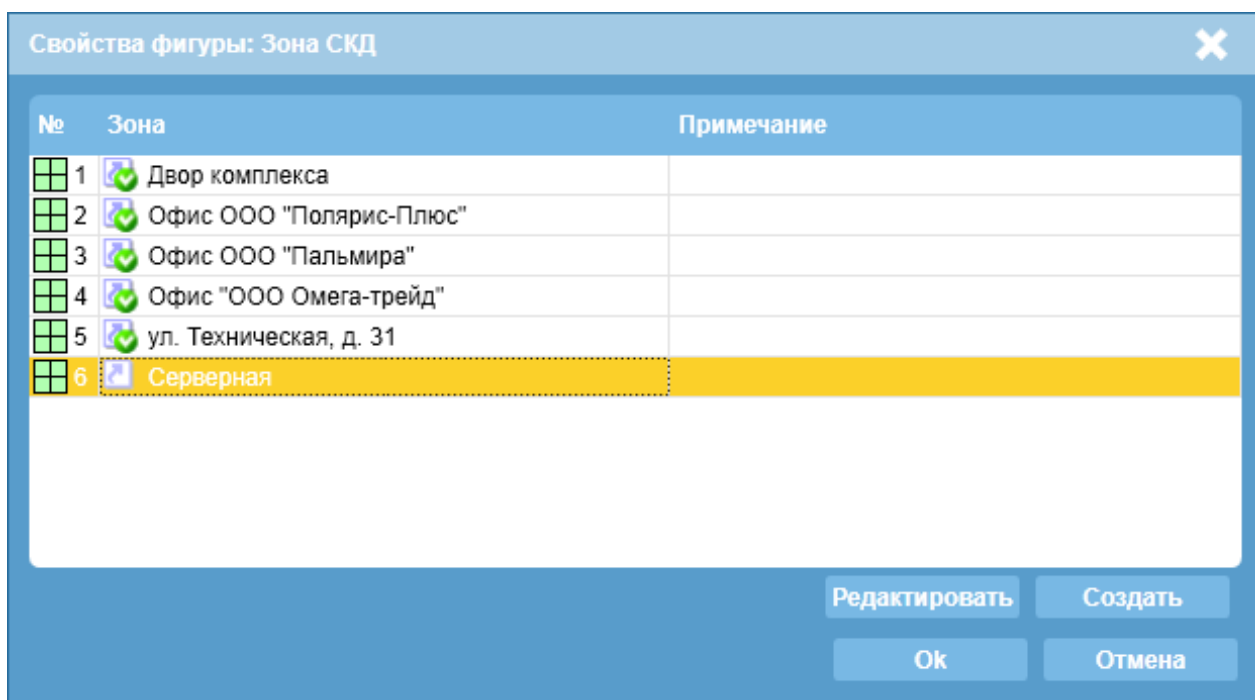 Свойства фигуры: Зона СКД
№ Зона Примечание
1 Двор комплекса
2 Офис ООО "Полярис-Плюс"
3 Офис ООО "Пальмира"
4 Офис "ООО Омега-трейд"
5 ул. Техническая, д. 31
6 Серверная
Редактировать Создать
Ok Отмена